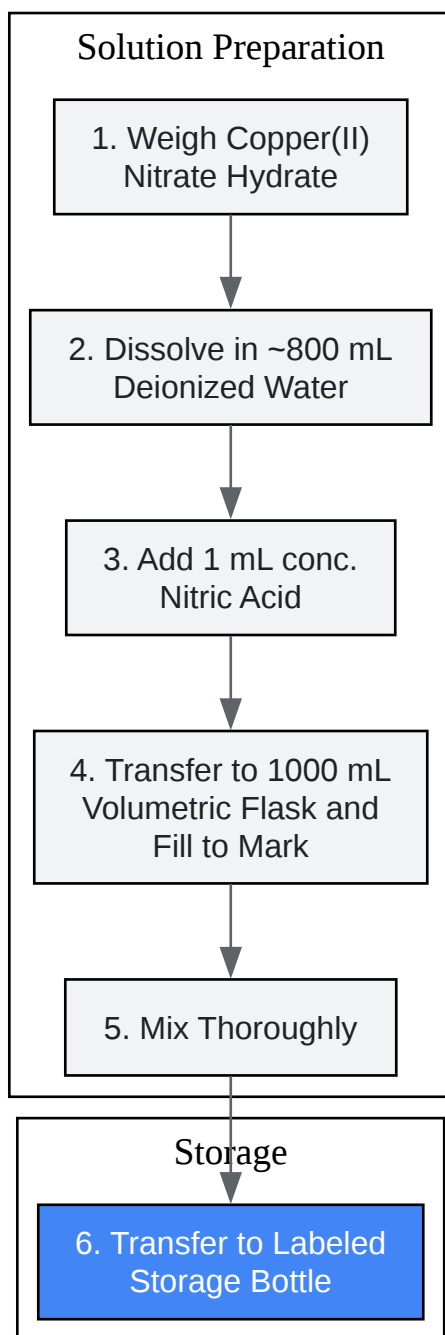 Solution Preparation
1. Weigh Copper(II)
Nitrate Hydrate
2. Dissolve in ~800 mL
Deionized Water
3. Add 1 mL conc.
Nitric Acid
4. Transfer to 1000 mL
Volumetric Flask and
Fill to Mark
5. Mix Thoroughly
Storage
6. Transfer to Labeled
Storage Bottle